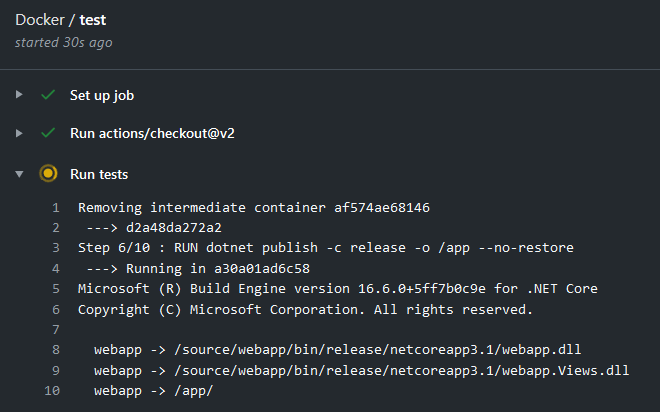 Docker / test
started 30s ago
Set up job
Run actions/checkout@v2
Run tests
1 Removing intermediate container af574ae68146
2 ---> d2a48da272a2
3 Step 6/10 : RUN dotnet publish -c release -o /app --no-restore
4 ---> Running in a30a01ad6c58
5 Microsoft (R) Build Engine version 16.6.0+5ff7b0c9e for .NET Core
6 Copyright (C) Microsoft Corporation. All rights reserved.
7
8 webapp -> /source/webapp/bin/release/netcoreapp3.1/webapp.dll
9 webapp -> /source/webapp/bin/release/netcoreapp3.1/webapp.Views.dll
10 webapp -> /app/